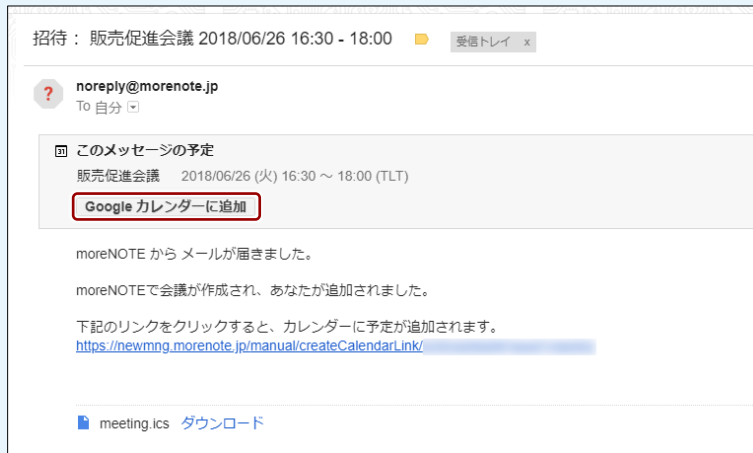 招待： 販売促進会議 2018/06/26 16:30 - 18:00 受信トレイ x
?
noreply@morenote.jp
To 自分
31 このメッセージの予定
販売促進会議 2018/06/26 (火) 16:30 ～ 18:00 (TLT)
Google カレンダーに追加
moreNOTE から メールが届きました。
moreNOTEで会議が作成され、あなたが追加されました。
下記のリンクをクリックすると、カレンダーに予定が追加されます。
https://newmng.morenote.jp/manual/createCalendarLink/
meeting.ics ダウンロード